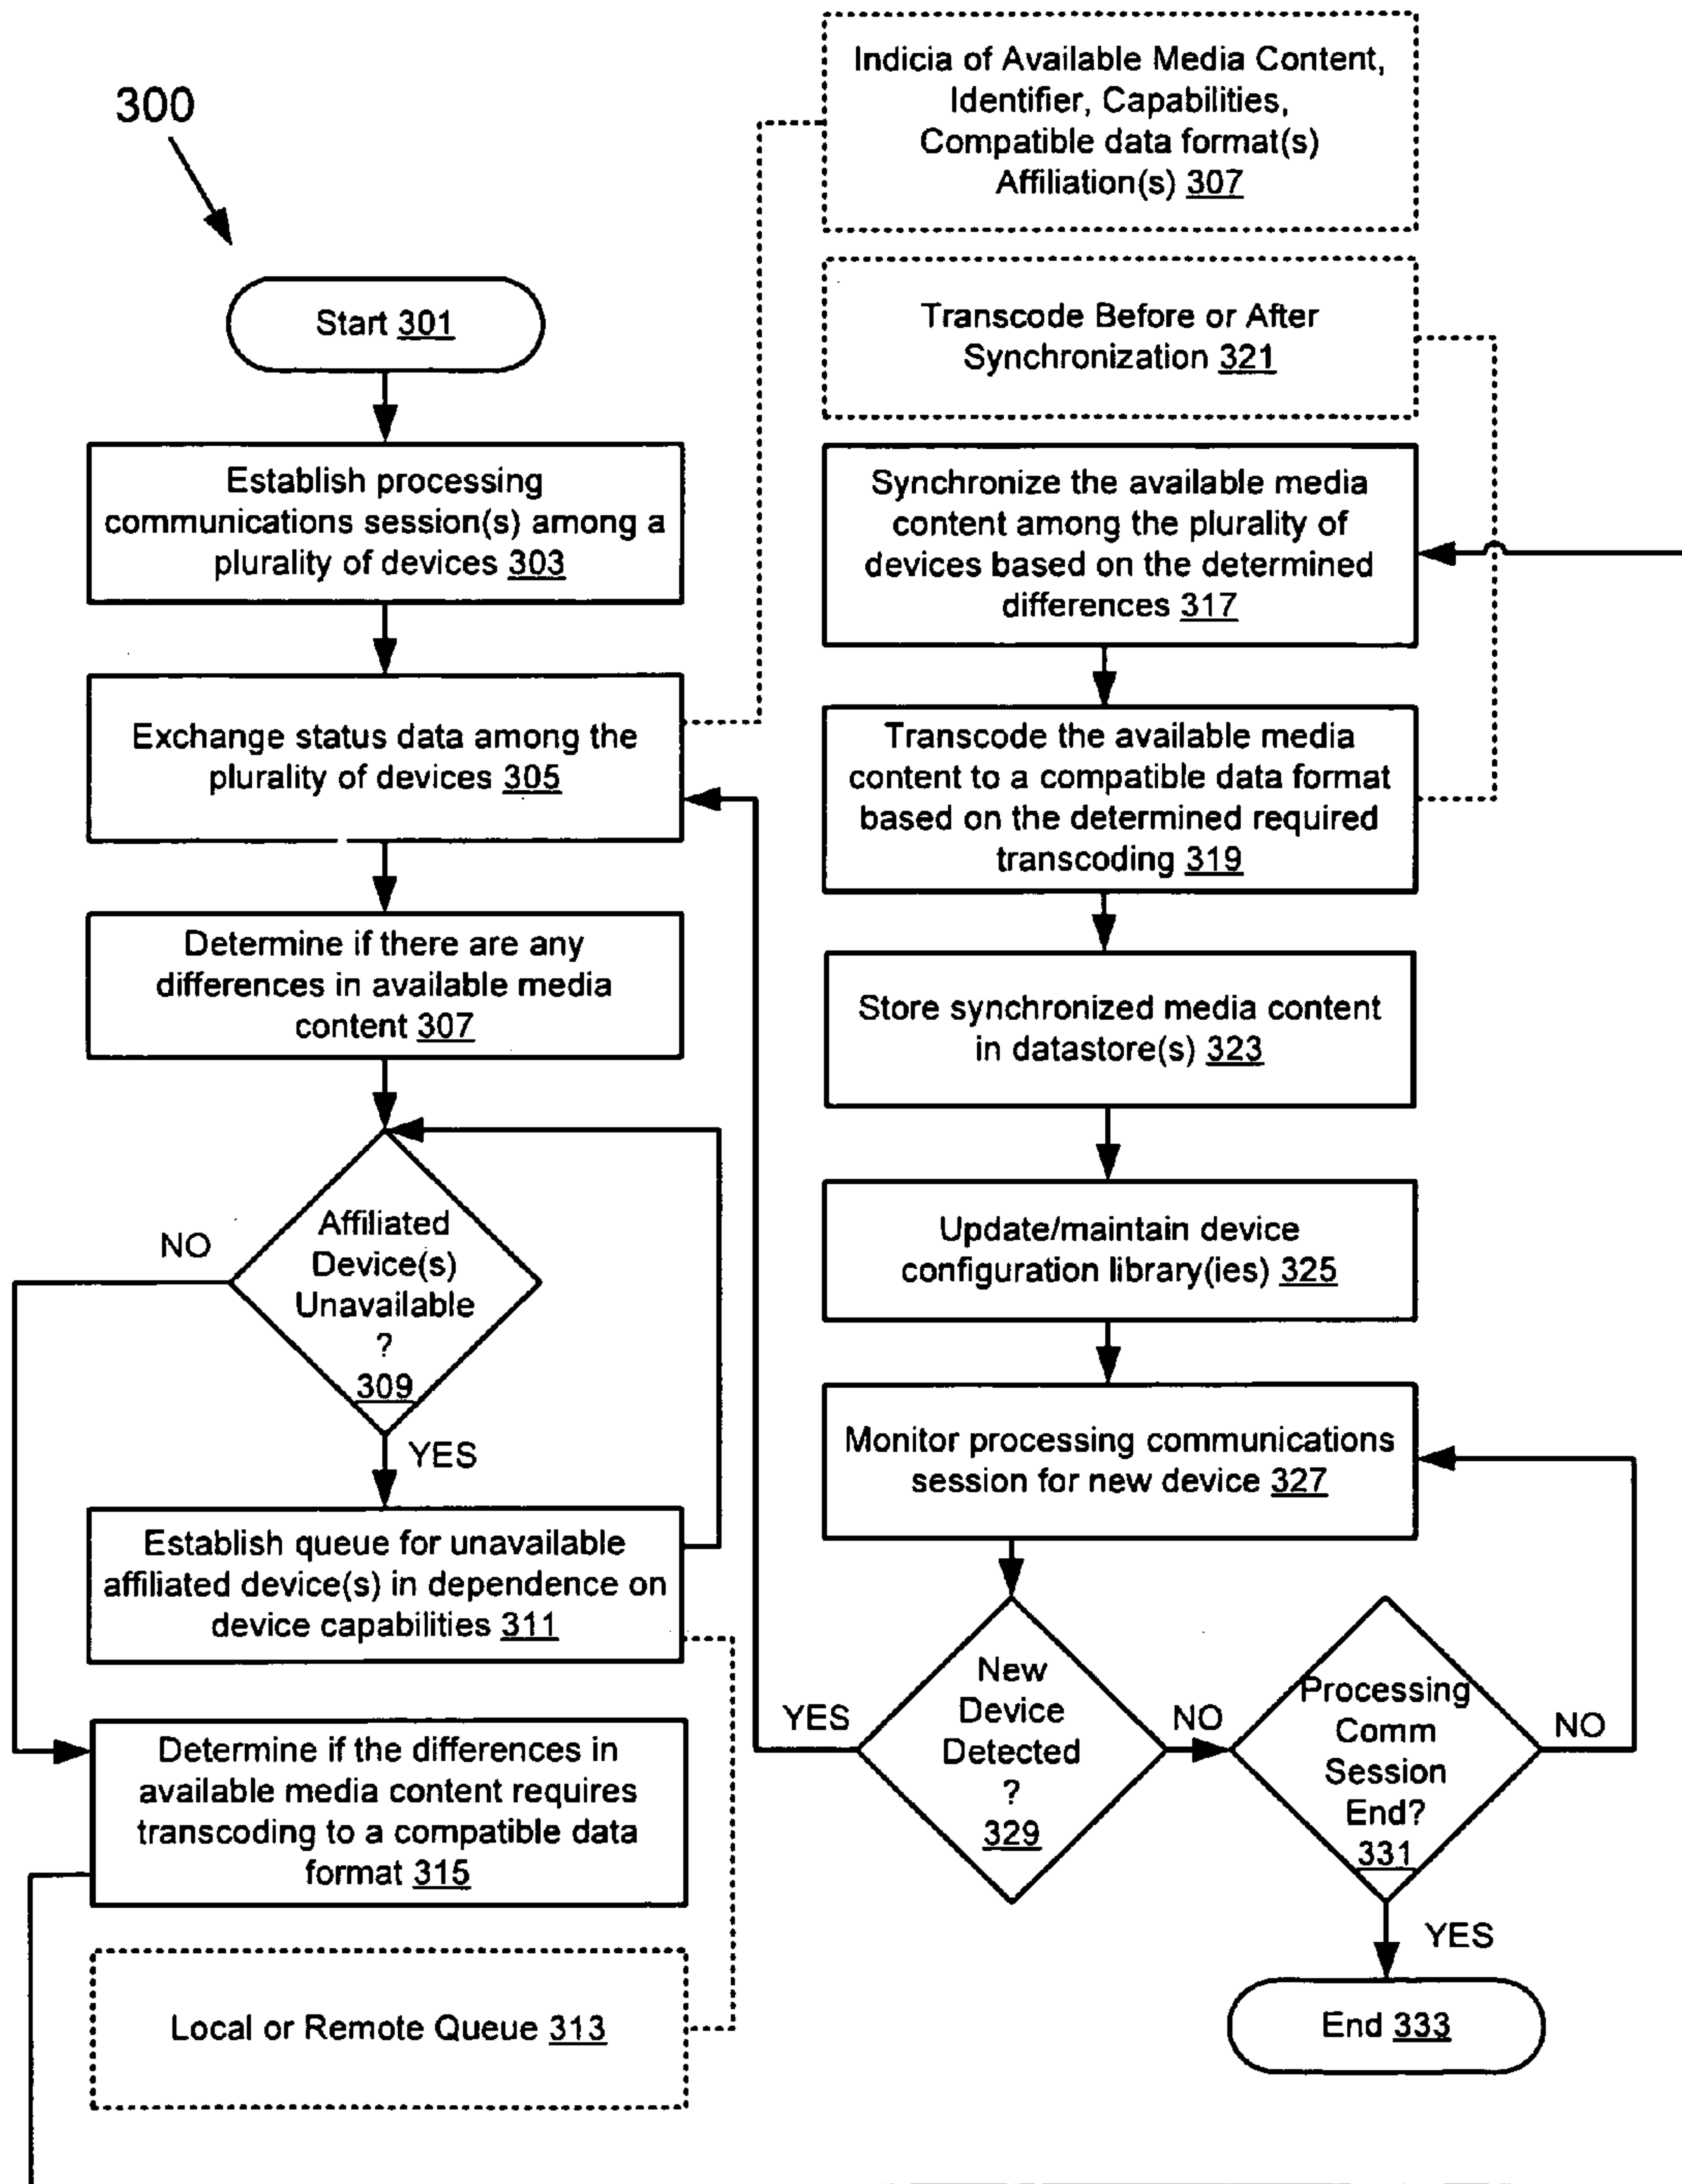 300
Start 301
Establish processing
communications session(s) among a
plurality of devices 303
Exchange status data among the
plurality of devices 305
Determine if there are any
differences in available media
content 307
Affiliated
Device(s)
Unavailable
?
309
NO
YES
Establish queue for unavailable
affiliated device(s) in dependence on
device capabilities 311
Determine if the differences in
available media content requires
transcoding to a compatible data
format 315
Local or Remote Queue 313
Indicia of Available Media Content,
Identifier, Capabilities,
Compatible data format(s)
Affiliation(s) 307
Transcode Before or After
Synchronization 321
Synchronize the available media
content among the plurality of
devices based on the determined
differences 317
Transcode the available media
content to a compatible data format
based on the determined required
transcoding 319
Store synchronized media content
in datastore(s) 323
Update/maintain device
configuration library(ies) 325
Monitor processing communications
session for new device 327
New
Device
Detected
?
329
YES
NO
Processing
Comm
Session
End?
331
NO
YES
End 333